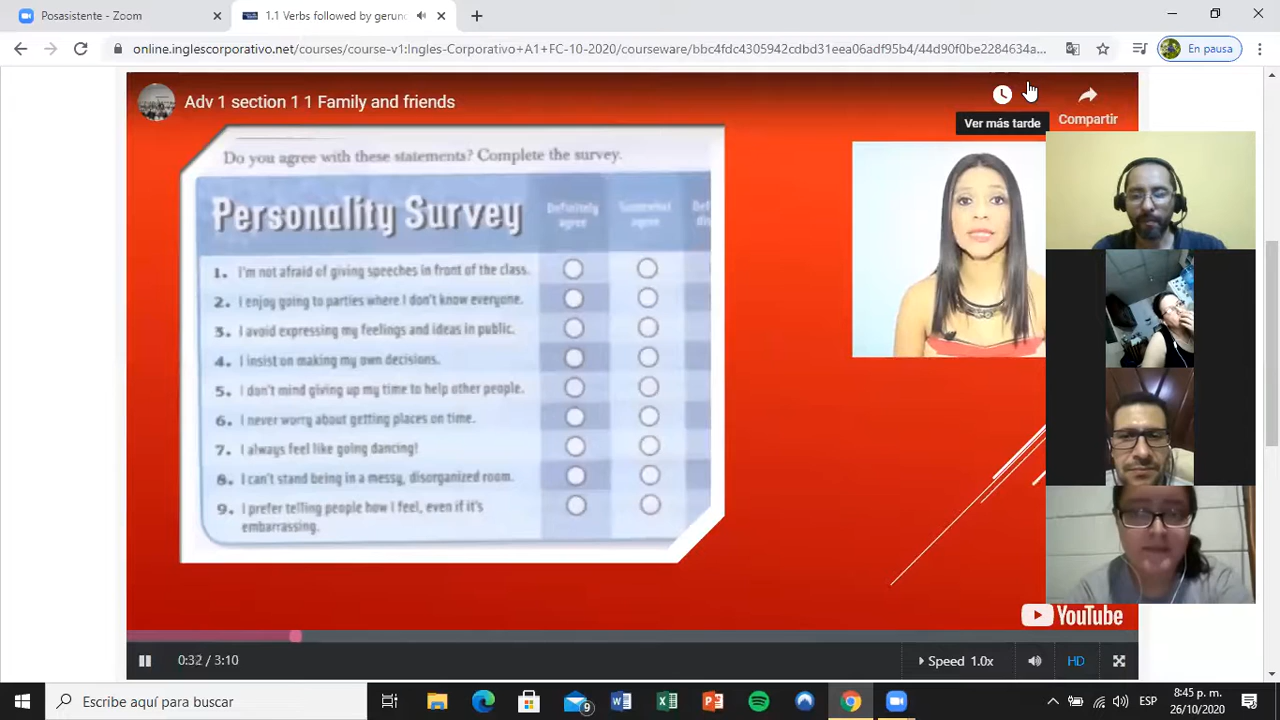 Posasistente - Zoom
1.1 Verbs followed by gerund
online.inglescorporativo.net/courses/course-v1:Ingles-Corporativo+A1+FC-10-2020/courseware/bbc4fdc4305942cdbd31eea06adf95b4/44d90f0be2284634a...
En pausa
Adv 1 section 1 1 Family and friends
Ver más tarde
Compartir
Do you agree with these statements? Complete the survey.
Personality Survey
Definitely agree
Somewhat agree
1. I'm not afraid of giving speeches in front of the class.
2. I enjoy going to parties where I don't know everyone.
3. I avoid expressing my feelings and ideas in public.
4. I insist on making my own decisions.
5. I don't mind giving up my time to help other people.
6. I never worry about getting places on time.
7. I always feel like going dancing!
8. I can't stand being in a messy, disorganized room.
9. I prefer telling people how I feel, even if it's
embarrassing.
YouTube
0:32 / 3:10
Speed 1.0x
HD
Escribe aquí para buscar
9
ESP
8:45 p. m.
26/10/2020